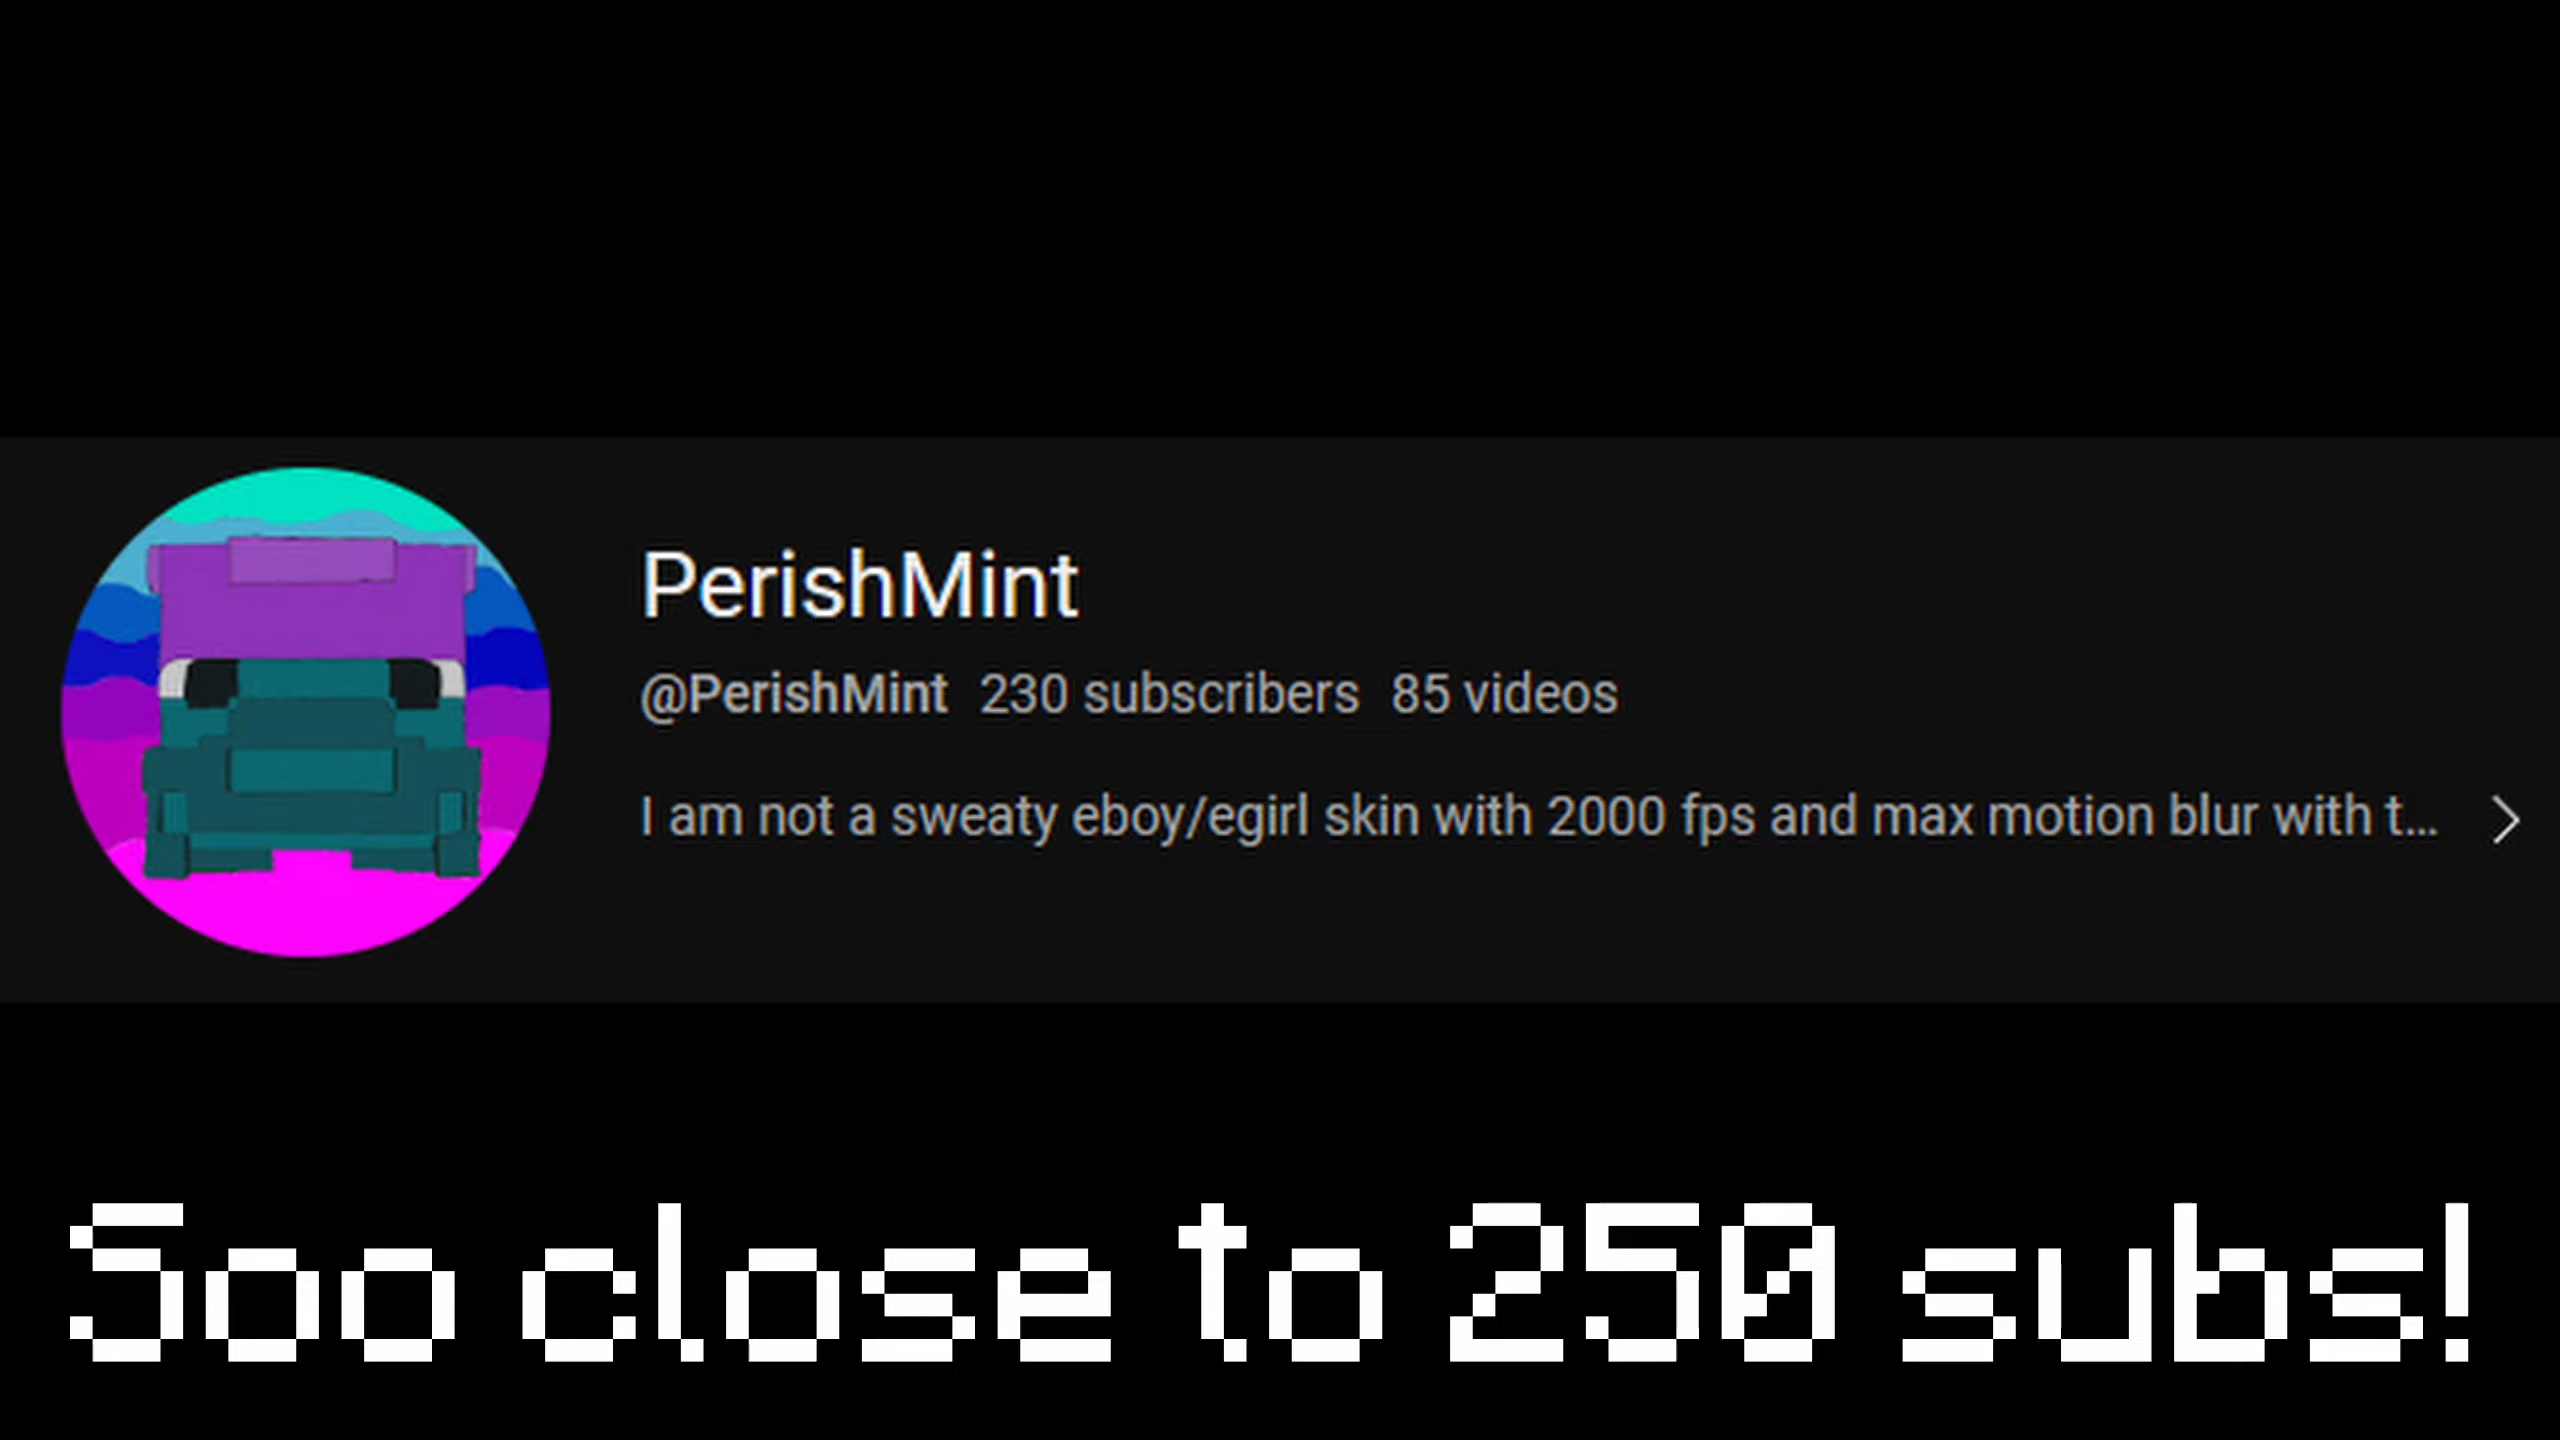 PerishMint
@PerishMint 230 subscribers 85 videos
I am not a sweaty eboy/egirl skin with 2000 fps and max motion blur with t...
Soo close to 250 subs!